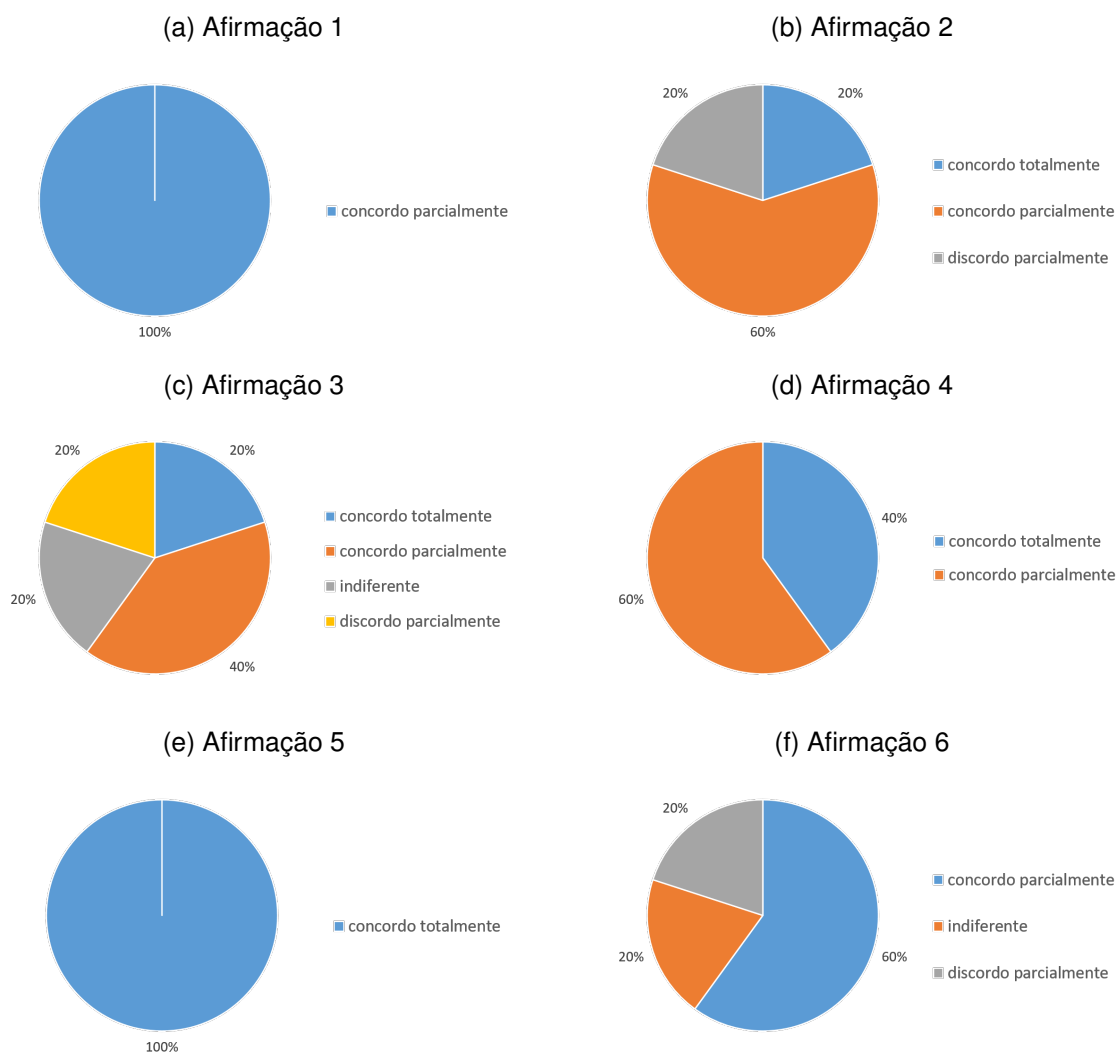 (a) Afirmação 1
concordo parcialmente
100%
(b) Afirmação 2
20%
20%
concordo totalmente
concordo parcialmente
discordo parcialmente
60%
(c) Afirmação 3
20%
20%
concordo totalmente
concordo parcialmente
indiferente
discordo parcialmente
20%
40%
(d) Afirmação 4
40%
concordo totalmente
concordo parcialmente
60%
(e) Afirmação 5
concordo totalmente
100%
(f) Afirmação 6
20%
concordo parcialmente
indiferente
discordo parcialmente
20%
60%